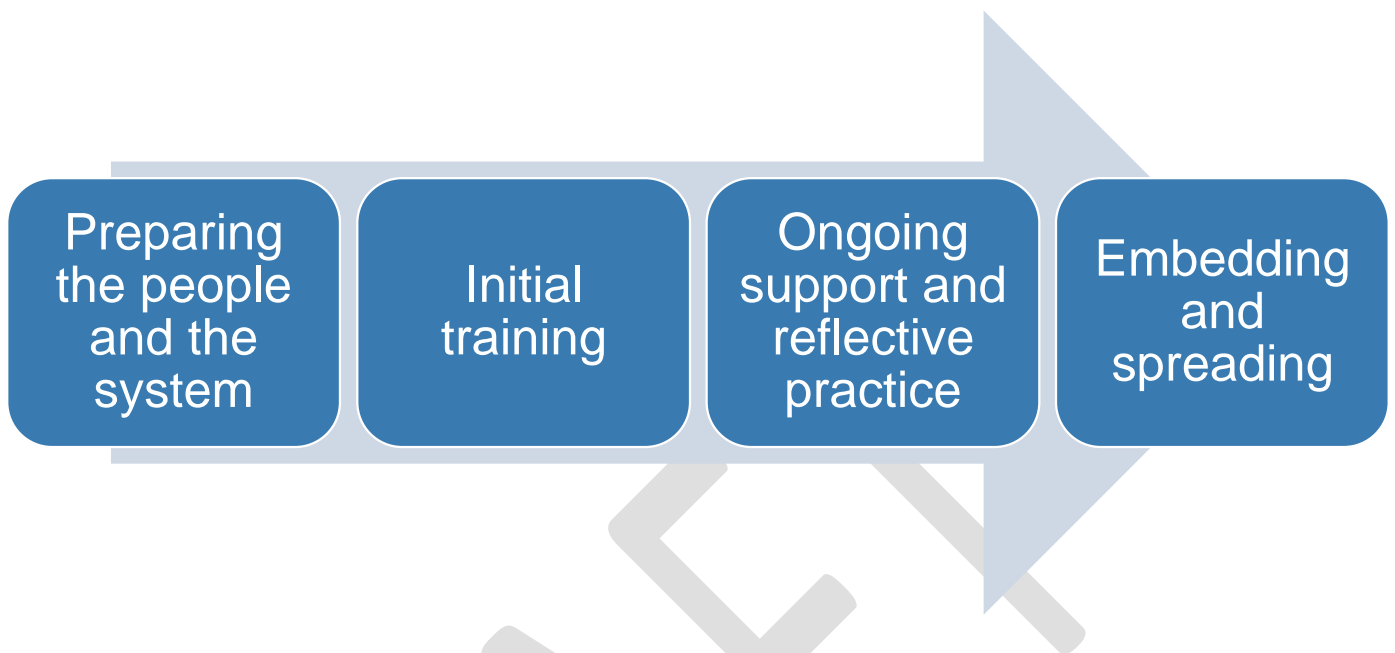 Preparing
the people
and the
system
Initial
training
Ongoing
support and
reflective
practice
Embedding
and
spreading